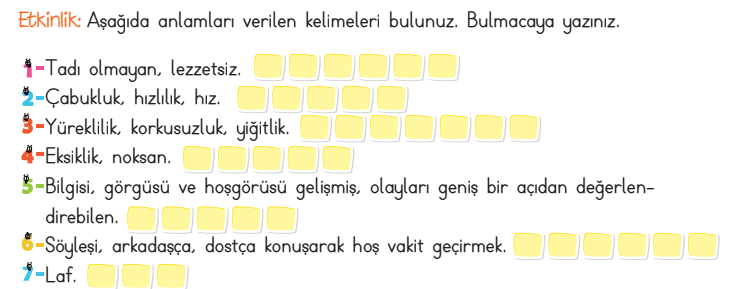 Etkinlik: Aşağıda anlamları verilen kelimeleri bulunuz. Bulmacaya yazınız.
1-Tadı olmayan, lezzetsiz.
2-Çabukluk, hızlılık, hız.
3-Yüreklilik, korkusuzluk, yiğitlik.
4-Eksiklik, noksan.
5-Bilgisi, görgüsü ve hoşgörüsü gelişmiş, olayları geniş bir açıdan değerlen-
direbilen.
6-Söyleşi, arkadaşça, dostça konuşarak hoş vakit geçirmek.
7-Laf.